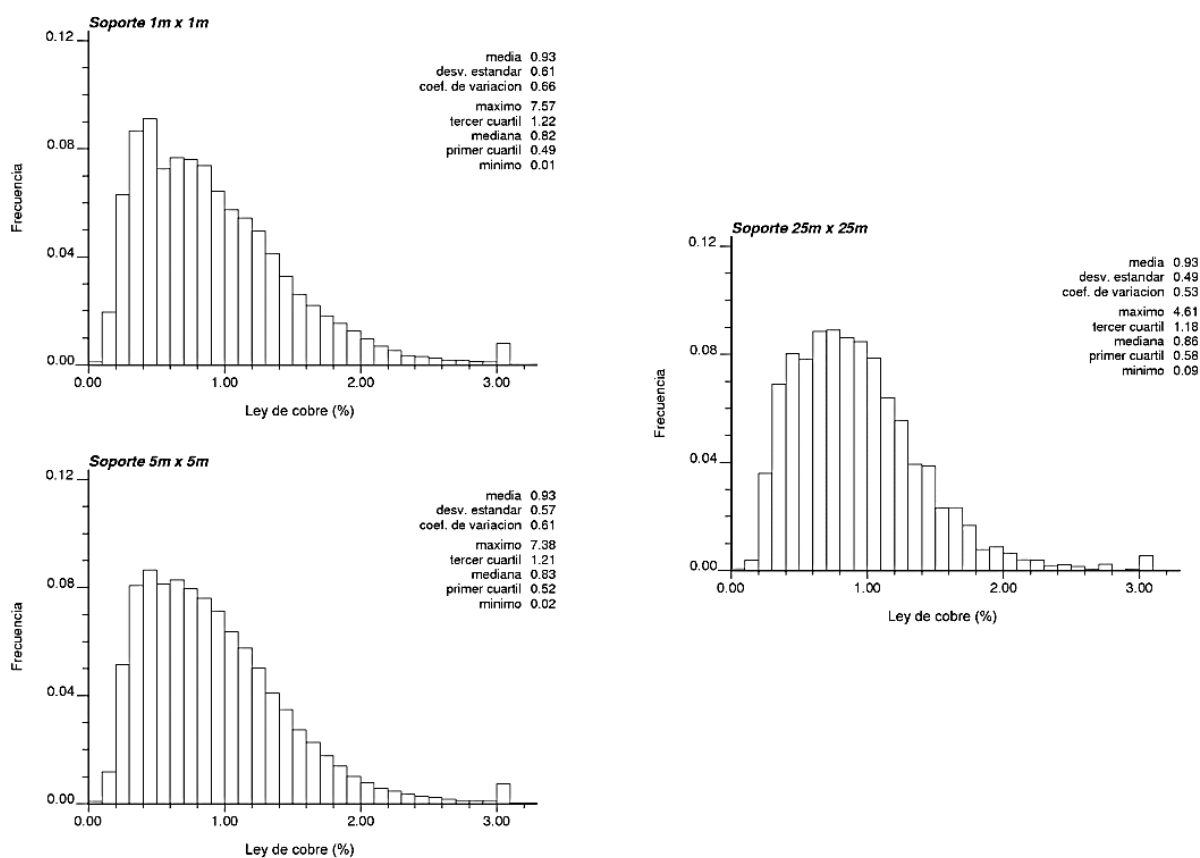 Soporte 1m x 1m
0.12
0.08
0.04
0.00
Frecuencia
media 0.93
desv. estandar 0.61
coef. de variacion 0.66
maximo 7.57
tercer cuartil 1.22
mediana 0.82
primer cuartil 0.49
minimo 0.01
0.00 1.00 2.00 3.00
Ley de cobre (%)
Soporte 5m x 5m
0.12
0.08
0.04
0.00
Frecuencia
media 0.93
desv. estandar 0.57
coef. de variacion 0.61
maximo 7.38
tercer cuartil 1.21
mediana 0.83
primer cuartil 0.52
minimo 0.02
0.00 1.00 2.00 3.00
Ley de cobre (%)
Soporte 25m x 25m
0.12
0.08
0.04
0.00
Frecuencia
media 0.93
desv. estandar 0.49
coef. de variacion 0.53
maximo 4.61
tercer cuartil 1.18
mediana 0.86
primer cuartil 0.58
minimo 0.09
0.00 1.00 2.00 3.00
Ley de cobre (%)